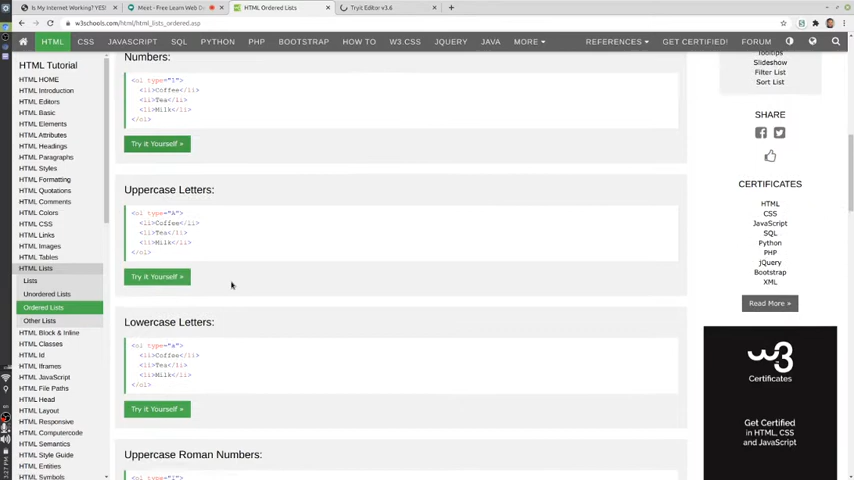 Is My Internet Working? YES!
Meet - Free Learn Web D
HTML Ordered Lists
Tryit Editor v3.6
w3schools.com/html/html_lists_ordered.asp
HTML CSS JAVASCRIPT SQL PYTHON PHP BOOTSTRAP HOW TO W3.CSS JQUERY JAVA MORE REFERENCES GET CERTIFIED! FORUM
HTML Tutorial
HTML HOME
HTML Introduction
HTML Editors
HTML Basic
HTML Elements
HTML Attributes
HTML Headings
HTML Paragraphs
HTML Styles
HTML Formatting
HTML Quotations
HTML Comments
HTML Colors
HTML CSS
HTML Links
HTML Images
HTML Tables
HTML Lists
Lists
Unordered Lists
Ordered Lists
Other Lists
HTML Block & Inline
HTML Classes
HTML Id
HTML Iframes
HTML JavaScript
HTML File Paths
HTML Head
HTML Layout
HTML Responsive
HTML Computercode
HTML Semantics
HTML Style Guide
HTML Entities
HTML Symbols
Numbers:
<ol type="1">
<li>Coffee</li>
<li>Tea</li>
<li>Milk</li>
</ol>
Try it Yourself »
Uppercase Letters:
<ol type="A">
<li>Coffee</li>
<li>Tea</li>
<li>Milk</li>
</ol>
Try it Yourself »
Lowercase Letters:
<ol type="a">
<li>Coffee</li>
<li>Tea</li>
<li>Milk</li>
</ol>
Try it Yourself »
Uppercase Roman Numbers:
<ol type="I">
Tooltips
Slideshow
Filter List
Sort List
SHARE
CERTIFICATES
HTML
CSS
JavaScript
SQL
Python
PHP
jQuery
Bootstrap
XML
Read More »
w3
Certificates
Get Certified
in HTML, CSS
and JavaScript